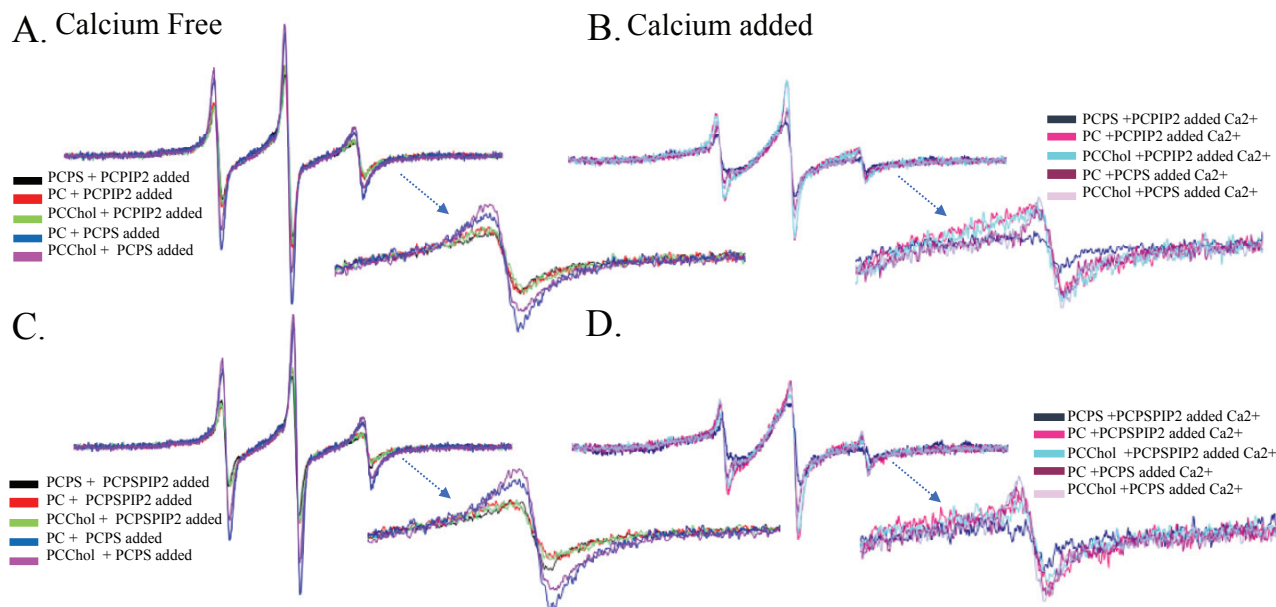 A. Calcium Free
PCPS + PCPIP2 added
PC + PCPIP2 added
PCChol + PCPIP2 added
PC + PCPS added
PCChol + PCPS added
B. Calcium added
PCPS +PCPIP2 added Ca2+
PC +PCPIP2 added Ca2+
PCChol +PCPIP2 added Ca2+
PC +PCPS added Ca2+
PCChol +PCPS added Ca2+
C.
PCPS + PCPSPIP2 added
PC + PCPSPIP2 added
PCChol + PCPSPIP2 added
PC + PCPS added
PCChol + PCPS added
D.
PCPS +PCPSPIP2 added Ca2+
PC +PCPSPIP2 added Ca2+
PCChol +PCPSPIP2 added Ca2+
PC +PCPS added Ca2+
PCChol +PCPS added Ca2+